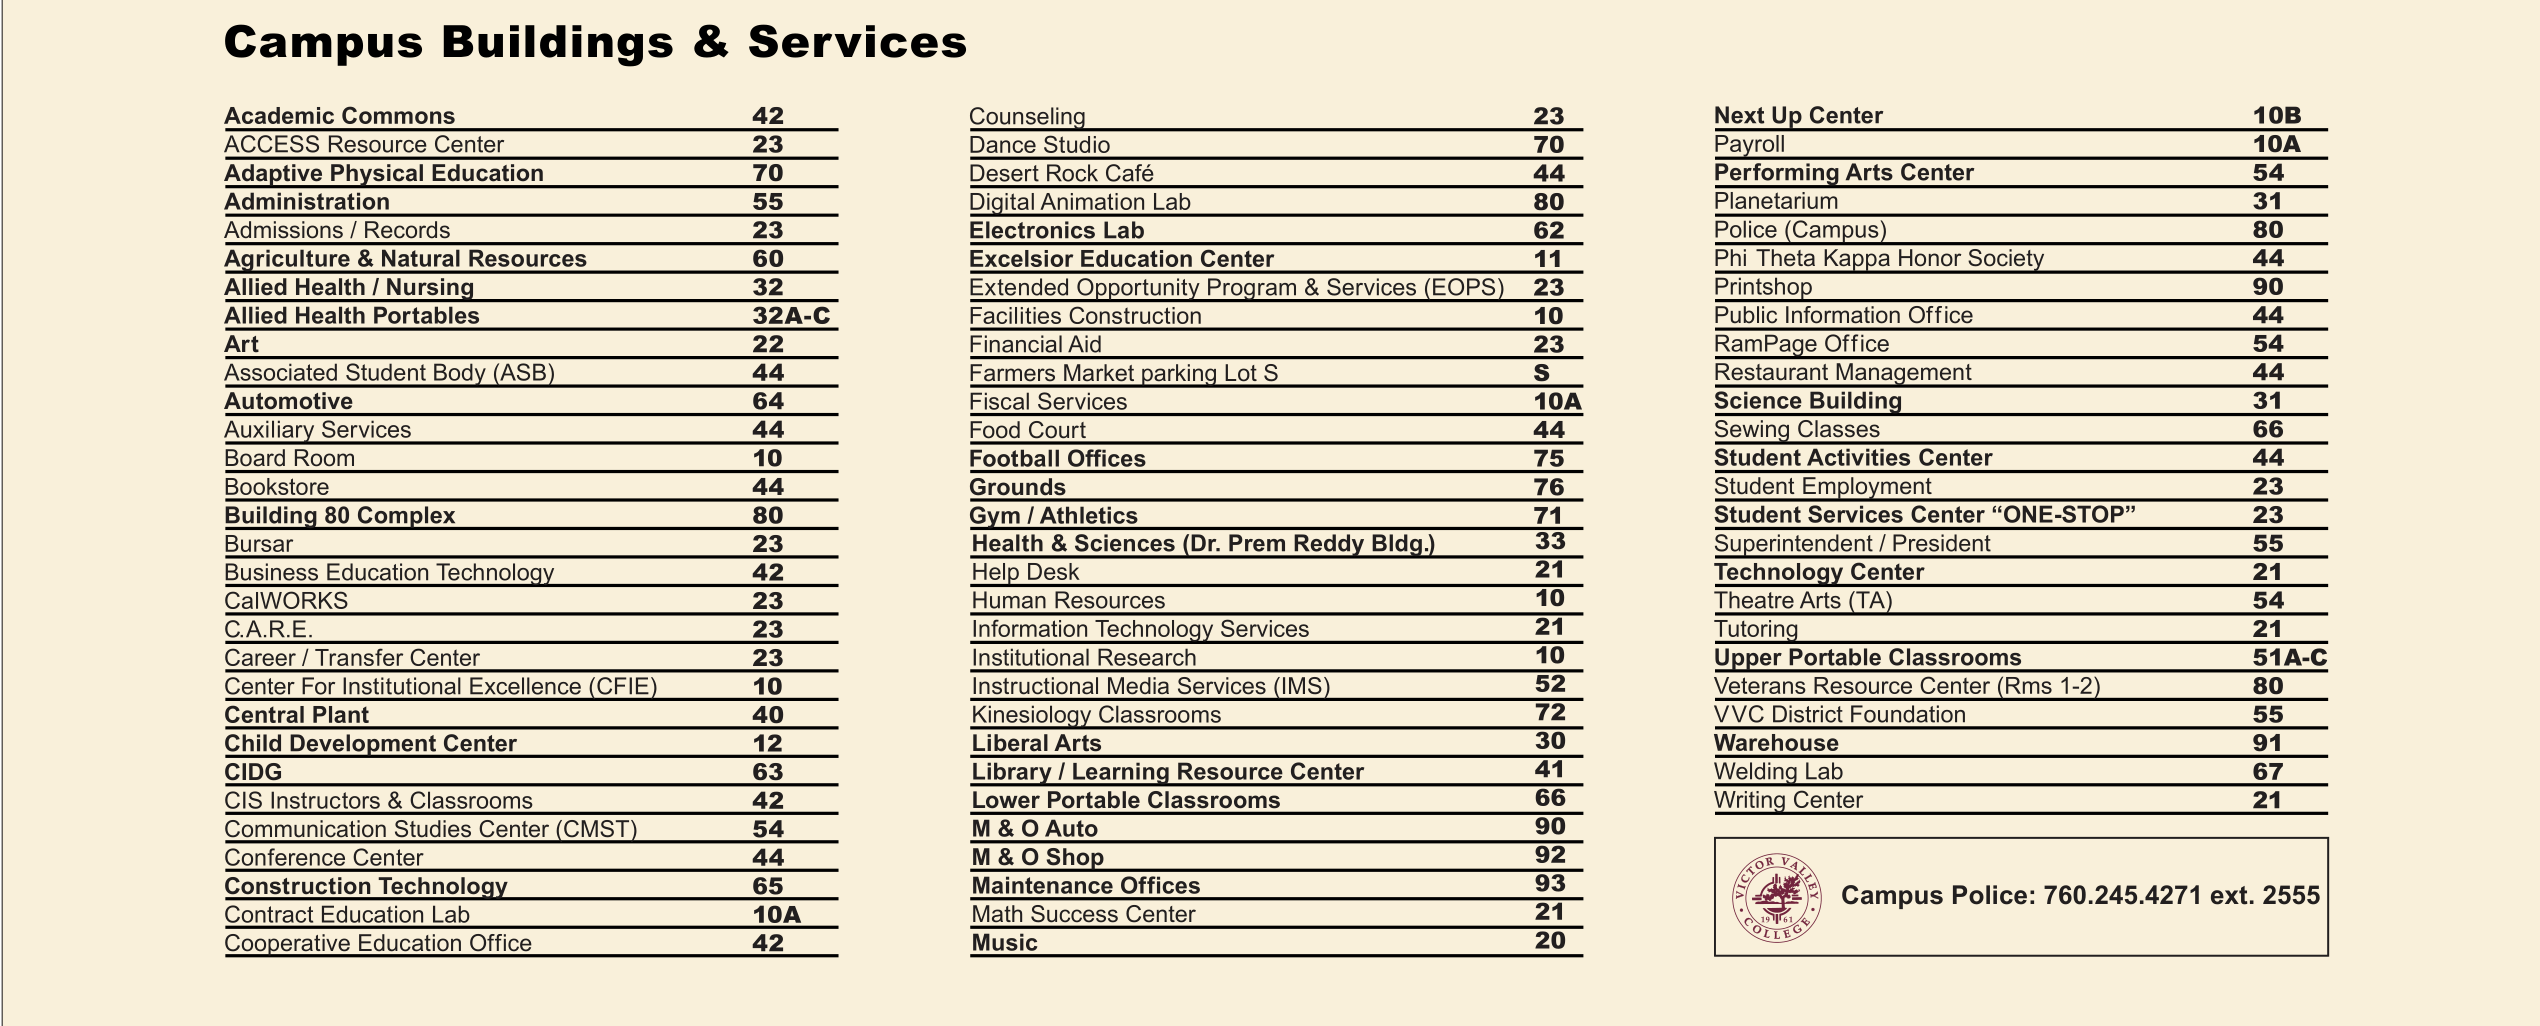 Campus Buildings & Services
Academic Commons 42
ACCESS Resource Center 23
Adaptive Physical Education 70
Administration 55
Admissions / Records 23
Agriculture & Natural Resources 60
Allied Health / Nursing 32
Allied Health Portables 32A-C
Art 22
Associated Student Body (ASB) 44
Automotive 64
Auxiliary Services 44
Board Room 10
Bookstore 44
Building 80 Complex 80
Bursar 23
Business Education Technology 42
CalWORKS 23
C.A.R.E. 23
Career / Transfer Center 23
Center For Institutional Excellence (CFIE) 10
Central Plant 40
Child Development Center 12
CIDG 63
CIS Instructors & Classrooms 42
Communication Studies Center (CMST) 54
Conference Center 44
Construction Technology 65
Contract Education Lab 10A
Cooperative Education Office 42
Counseling 23
Dance Studio 70
Desert Rock Café 44
Digital Animation Lab 80
Electronics Lab 62
Excelsior Education Center 11
Extended Opportunity Program & Services (EOPS) 23
Facilities Construction 10
Financial Aid 23
Farmers Market parking Lot S S
Fiscal Services 10A
Food Court 44
Football Offices 75
Grounds 76
Gym / Athletics 71
Health & Sciences (Dr. Prem Reddy Bldg.) 33
Help Desk 21
Human Resources 10
Information Technology Services 21
Institutional Research 10
Instructional Media Services (IMS) 52
Kinesiology Classrooms 72
Liberal Arts 30
Library / Learning Resource Center 41
Lower Portable Classrooms 66
M & O Auto 90
M & O Shop 92
Maintenance Offices 93
Math Success Center 21
Music 20
Next Up Center 10B
Payroll 10A
Performing Arts Center 54
Planetarium 31
Police (Campus) 80
Phi Theta Kappa Honor Society 44
Printshop 90
Public Information Office 44
RamPage Office 54
Restaurant Management 44
Science Building 31
Sewing Classes 66
Student Activities Center 44
Student Employment 23
Student Services Center “ONE-STOP” 23
Superintendent / President 55
Technology Center 21
Theatre Arts (TA) 54
Tutoring 21
Upper Portable Classrooms 51A-C
Veterans Resource Center (Rms 1-2) 80
VVC District Foundation 55
Warehouse 91
Welding Lab 67
Writing Center 21
VICTOR VALLEY
1961
COLLEGE
Campus Police: 760.245.4271 ext. 2555